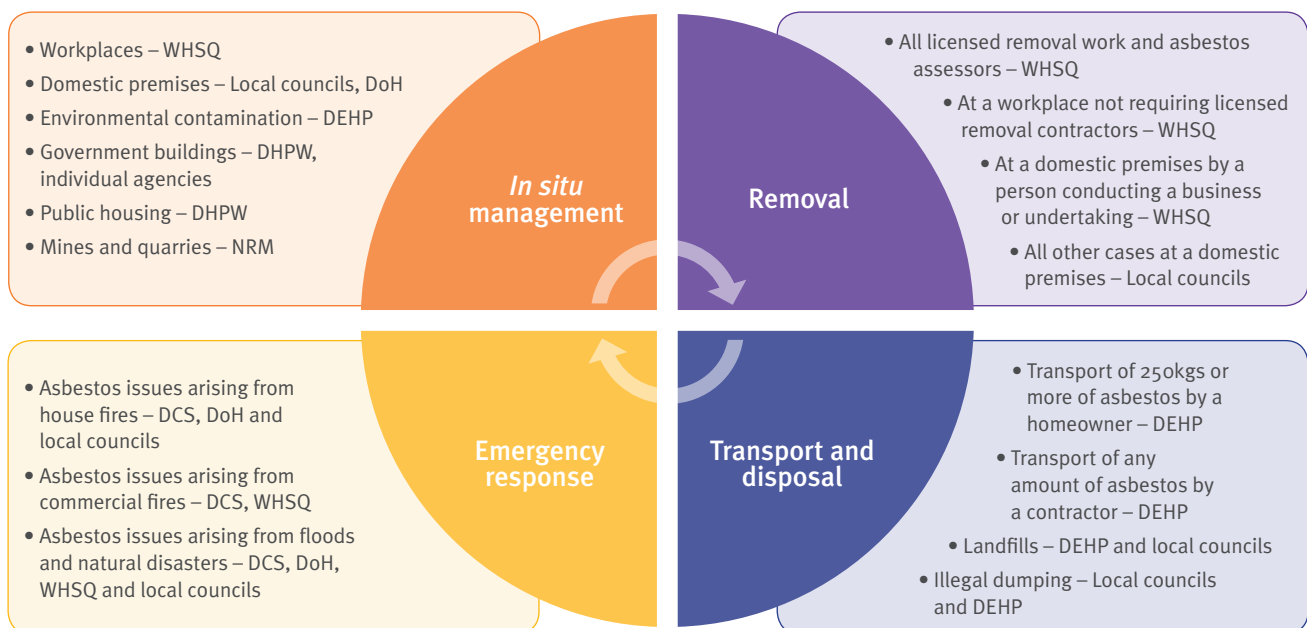 • Workplaces – WHSQ
• Domestic premises – Local councils, DoH
• Environmental contamination – DEHP
• Government buildings – DHPW,
individual agencies
• Public housing – DHPW
• Mines and quarries – NRM
In situ
management
Removal
• All licensed removal work and asbestos
assessors – WHSQ
• At a workplace not requiring licensed
removal contractors – WHSQ
• At a domestic premises by a
person conducting a business
or undertaking – WHSQ
• All other cases at a domestic
premises – Local councils
• Asbestos issues arising from
house fires – DCS, DoH and
local councils
• Asbestos issues arising from
commercial fires – DCS, WHSQ
• Asbestos issues arising from floods
and natural disasters – DCS, DoH,
WHSQ and local councils
Emergency
response
Transport and
disposal
• Transport of 250kgs or
more of asbestos by a
homeowner – DEHP
• Transport of any
amount of asbestos by
a contractor – DEHP
• Landfills – DEHP and local councils
• Illegal dumping – Local councils
and DEHP